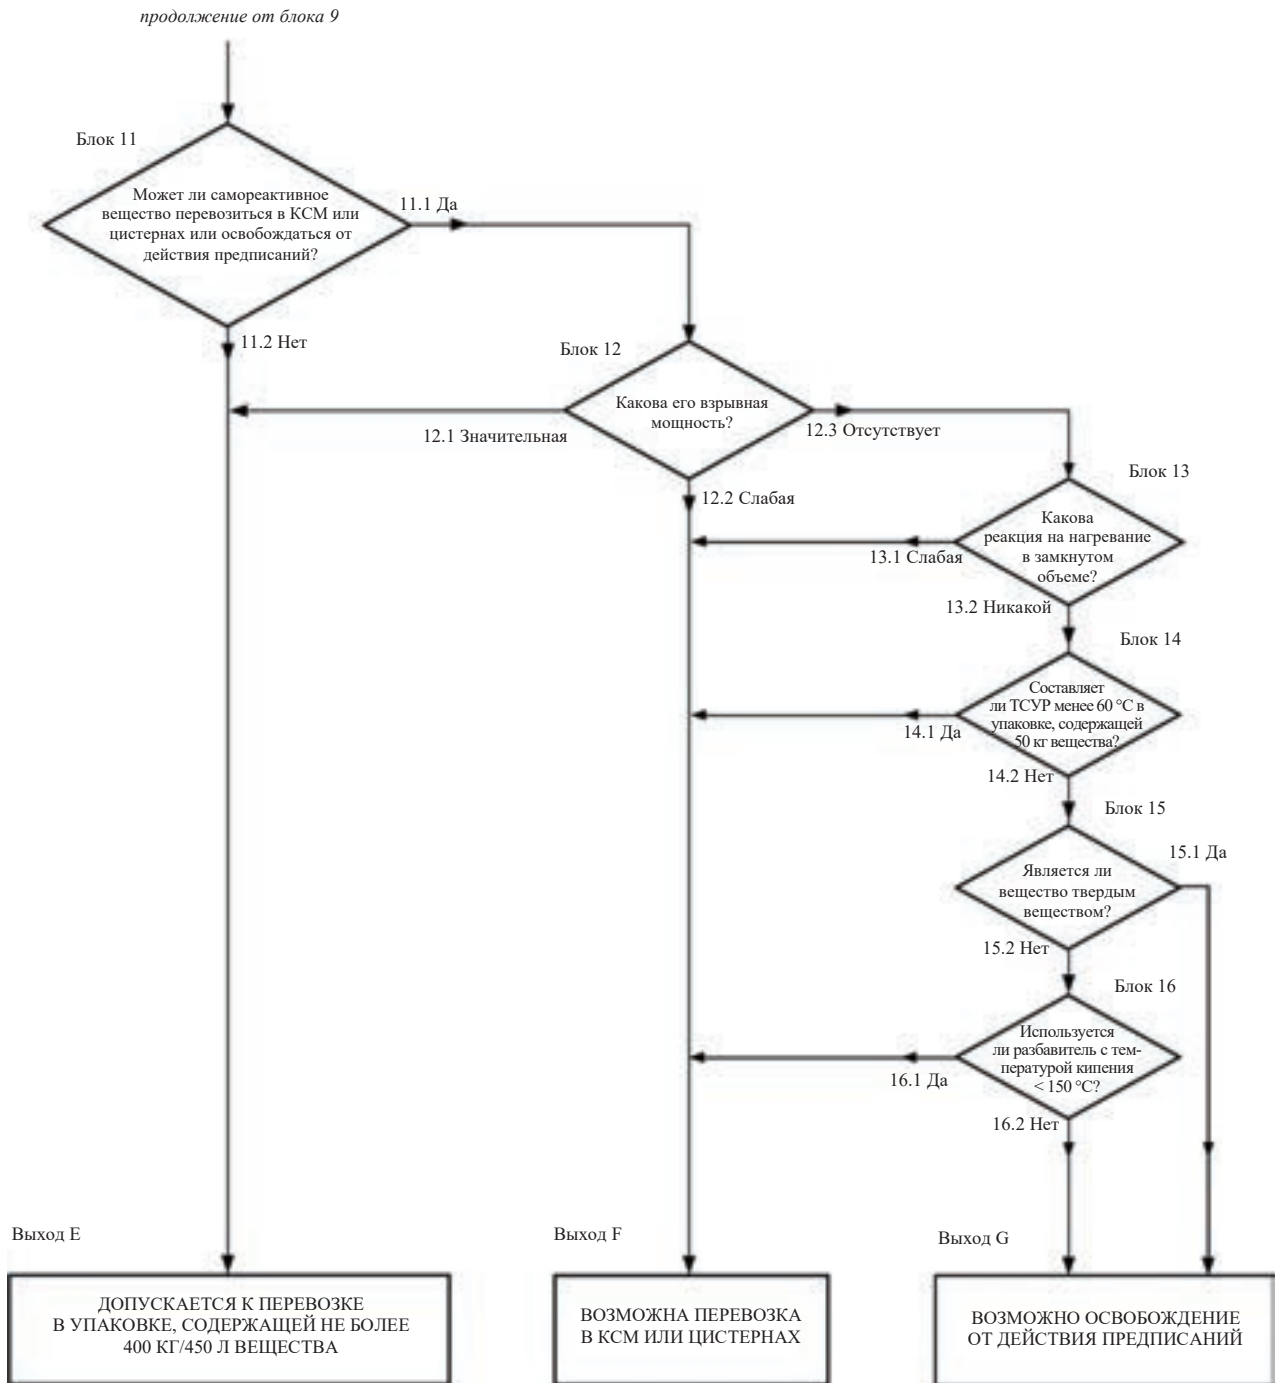 продолжение от блока 9
Блок 11
Может ли самореактивное
вещество перевозиться в КСМ или
цистернах или освобождаться от
действия предписаний?
11.1 Да
11.2 Нет
Блок 12
Какова его взрывная
мощность?
12.1 Значительная
12.3 Отсутствует
12.2 Слабая
Блок 13
Какова
реакция на нагревание
в замкнутом
объеме?
13.1 Слабая
13.2 Никакой
Блок 14
Составляет
ли ТСУР менее 60 °C в
упаковке, содержащей
50 кг вещества?
14.1 Да
14.2 Нет
Блок 15
15.1 Да
Является ли
вещество твердым
веществом?
15.2 Нет
Блок 16
Используется
ли разбавитель с тем-
пературой кипения
< 150 °C?
16.1 Да
16.2 Нет
Выход E
ДОПУСКАЕТСЯ К ПЕРЕВОЗКЕ
В УПАКОВКЕ, СОДЕРЖАЩЕЙ НЕ БОЛЕЕ
400 КГ/450 Л ВЕЩЕСТВА
Выход F
ВОЗМОЖНА ПЕРЕВОЗКА
В КСМ ИЛИ ЦИСТЕРНАХ
Выход G
ВОЗМОЖНО ОСВОБОЖДЕНИЕ
ОТ ДЕЙСТВИЯ ПРЕДПИСАНИЙ